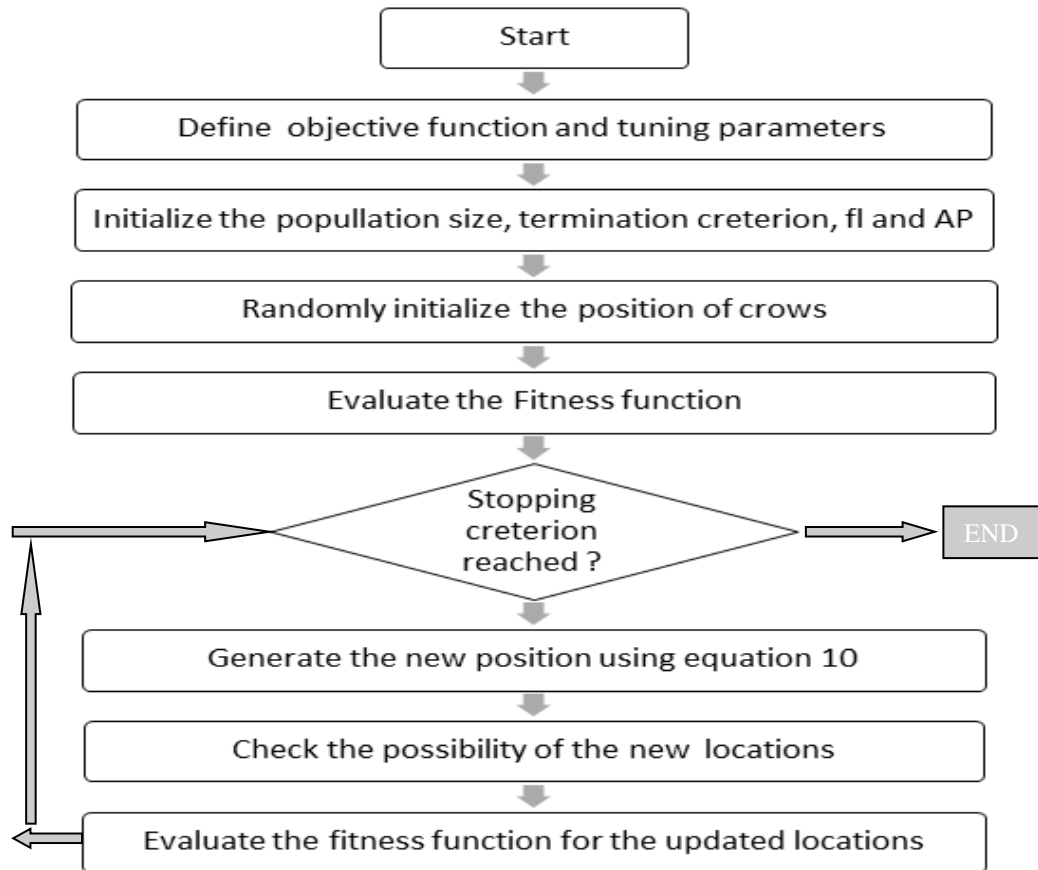 Start
Define objective function and tuning parameters
Initialize the popullation size, termination creterion, fl and AP
Randomly initialize the position of crows
Evaluate the Fitness function
Stopping
creterion
reached ?
END
Generate the new position using equation 10
Check the possibility of the new locations
Evaluate the fitness function for the updated locations